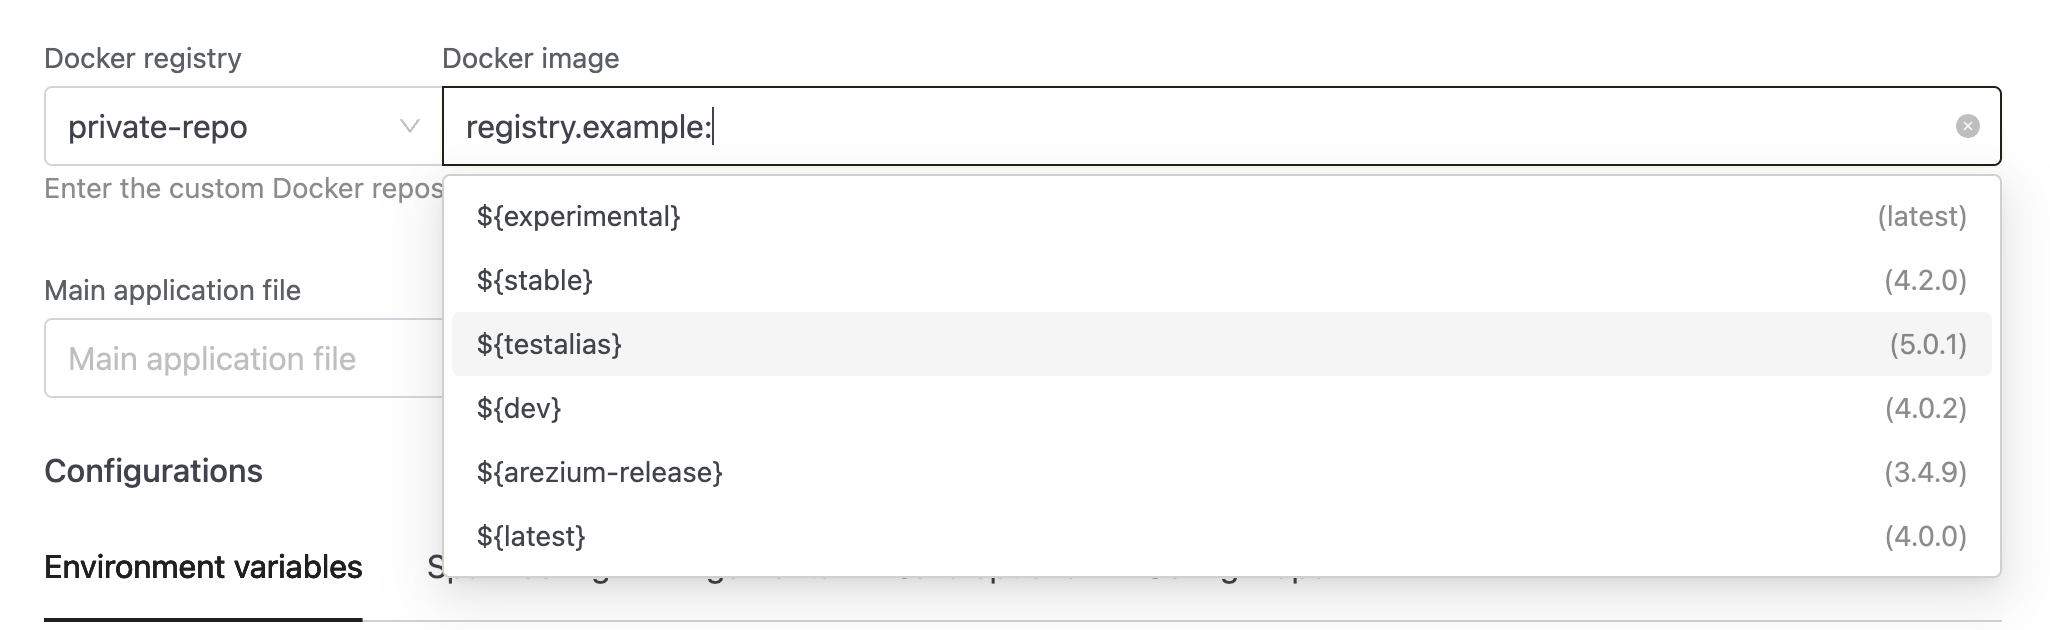 Docker registry Docker image
private-repo registry.example:
Enter the custom Docker
${experimental} (latest)
${stable} (4.2.0)
Main application file
${testalias} (5.0.1)
Main application file
${dev} (4.0.2)
Configurations
${arezium-release} (3.4.9)
${latest} (4.0.0)
Environment variables